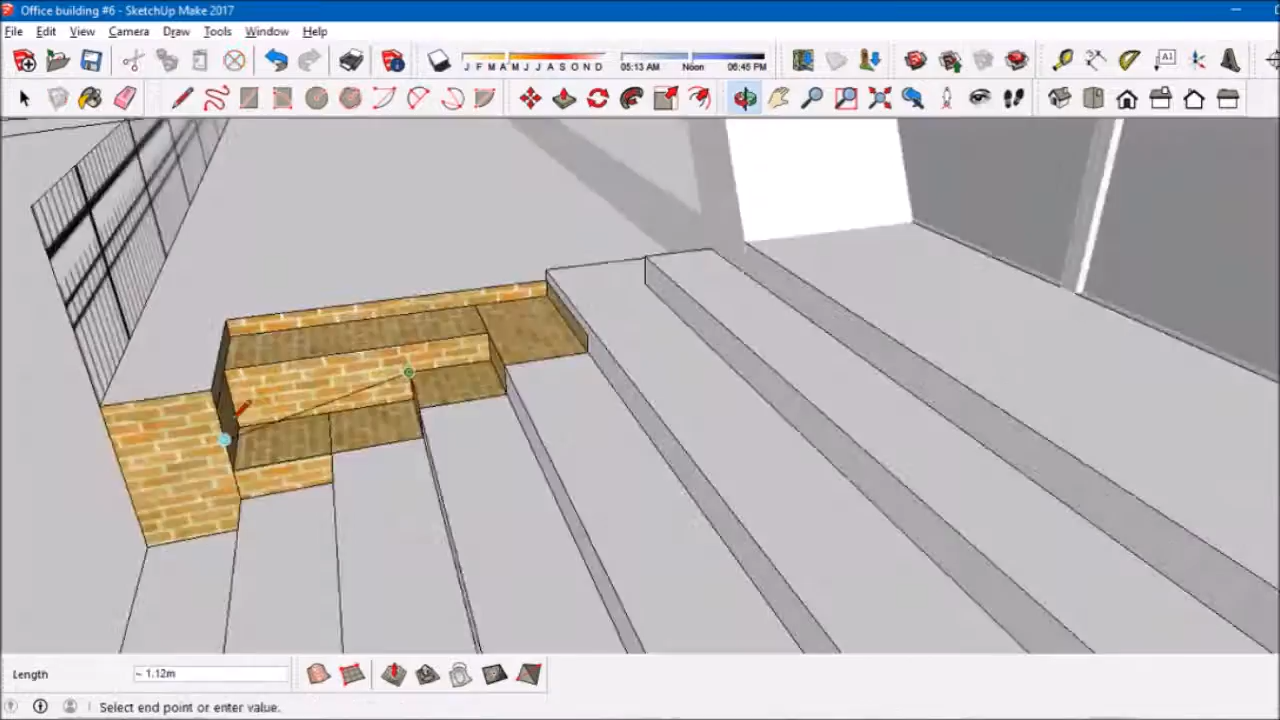 Office building #6 - SketchUp Make 2017
File Edit View Camera Draw Tools Window Help
J F M A M J J A S O N D
05:13 AM Noon 06:45 PM
A1
Length ~ 1.12m
Select end point or enter value.